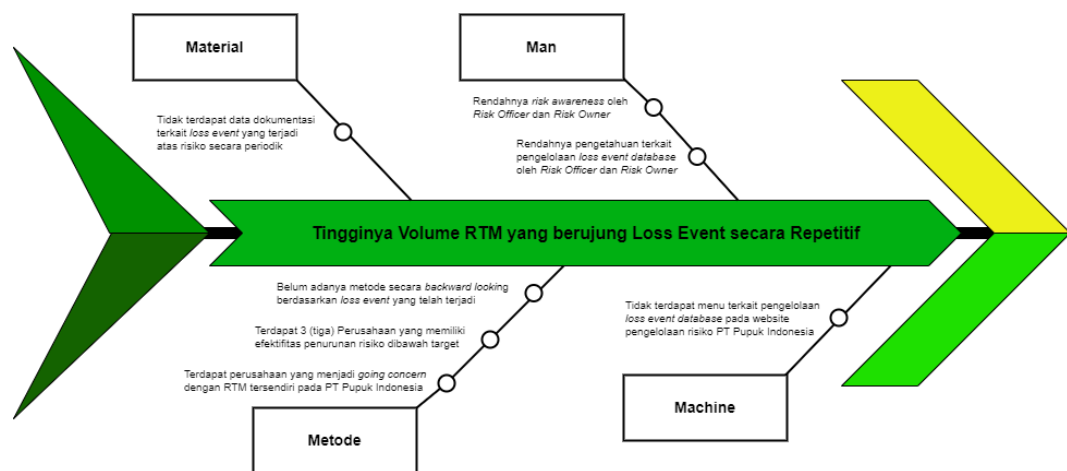 Material
Man
Tidak terdapat data dokumentasi
terkait loss event yang terjadi
atas risiko secara periodik
Rendahnya risk awareness oleh
Risk Officer dan Risk Owner
Rendahnya pengetahuan terkait
pengelolaan loss event database
oleh Risk Officer dan Risk Owner
Tingginya Volume RTM yang berujung Loss Event secara Repetitif
Belum adanya metode secara backward looking
berdasarkan loss event yang telah terjadi
Terdapat 3 (tiga) Perusahaan yang memiliki
efektifitas penurunan risiko dibawah target
Terdapat perusahaan yang menjadi going concern
dengan RTM tersendiri pada PT Pupuk Indonesia
Tidak terdapat menu terkait pengelolaan
loss event database pada website
pengelolaan risiko PT Pupuk Indonesia
Metode
Machine